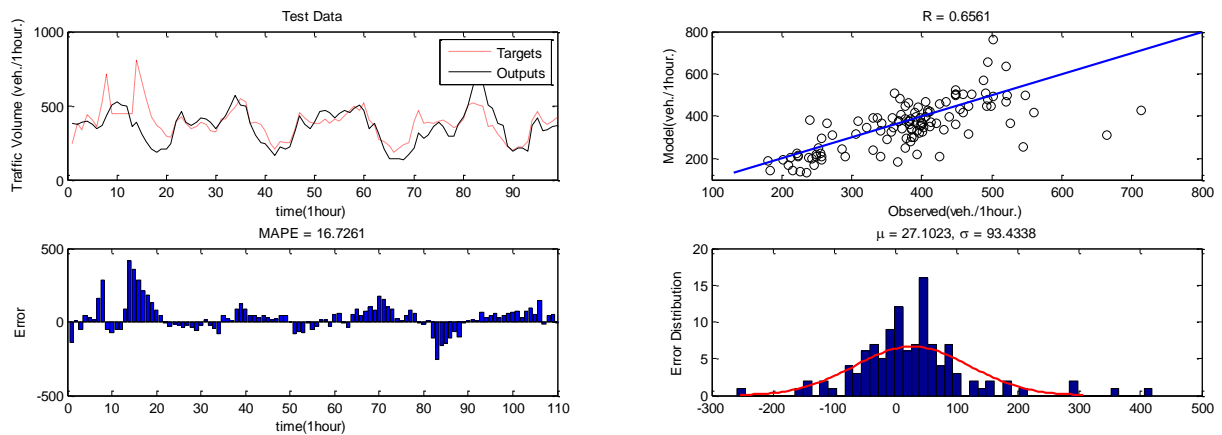 Test Data
Traffic Volume (veh./1hour.)
1000
500
0
Targets
Outputs
0 10 20 30 40 50 60 70 80 90
time(1hour)
R = 0.6561
Model(veh./1hour.)
800
600
400
200
100 200 300 400 500 600 700 800
Observed(veh./1hour.)
MAPE = 16.7261
Error
500
0
-500
0 10 20 30 40 50 60 70 80 90 100 110
time(1hour)
μ = 27.1023, σ = 93.4338
Error Distribution
20
15
10
5
0
-300 -200 -100 0 100 200 300 400 500